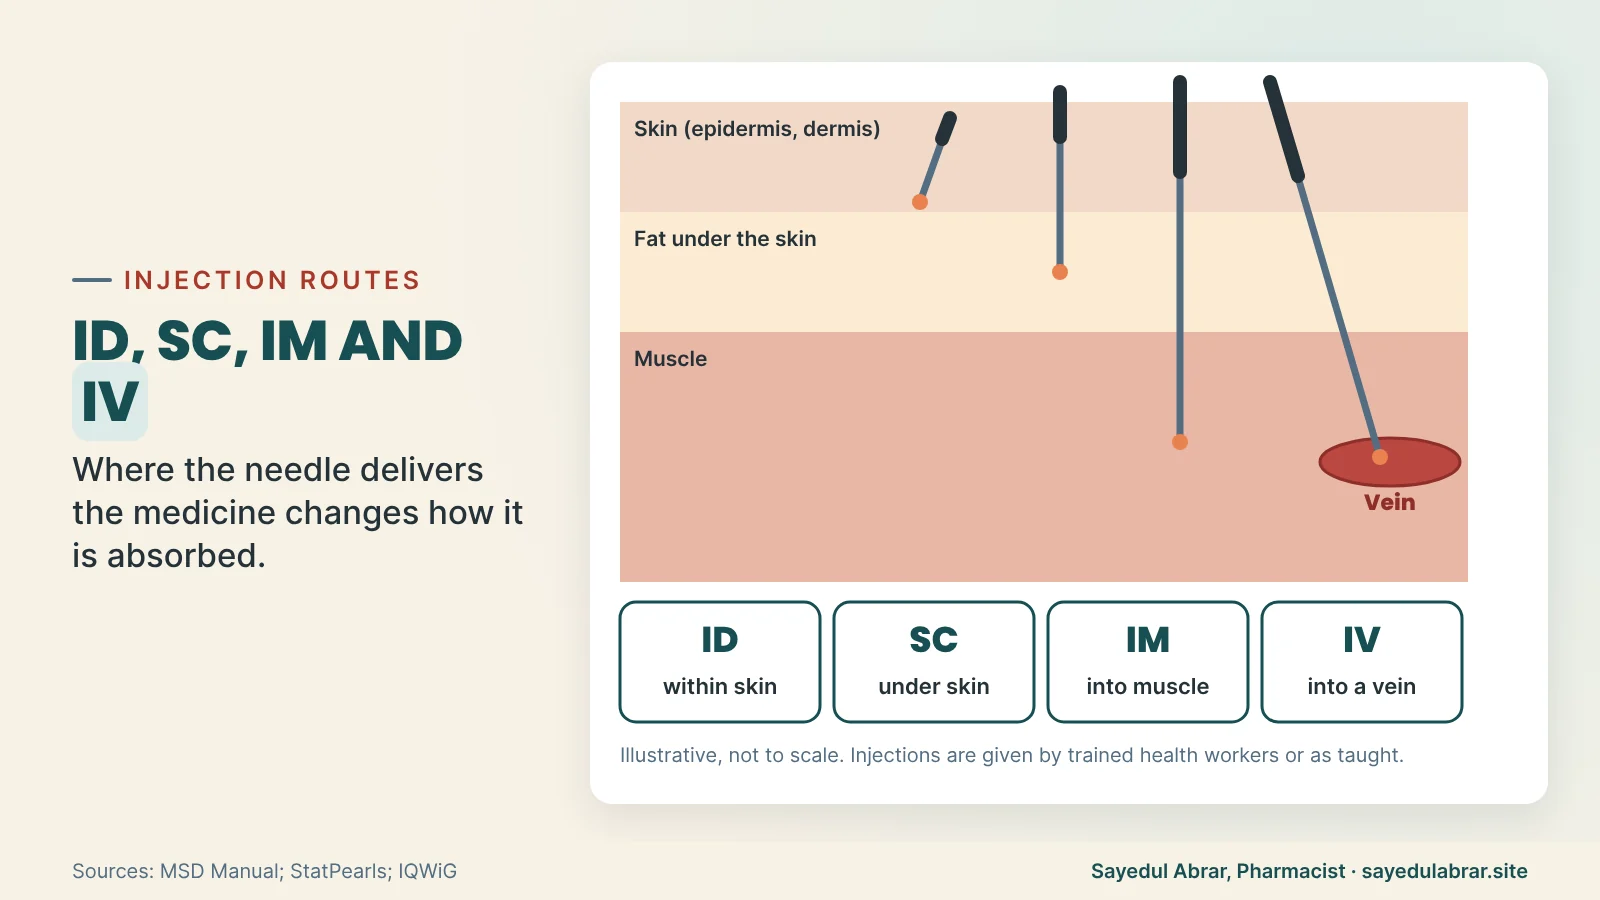 INJECTION ROUTES
ID, SC, IM AND
IV
Where the needle delivers
the medicine changes how it
is absorbed.
Skin (epidermis, dermis)
Fat under the skin
Muscle
Vein
ID
within skin
SC
under skin
IM
into muscle
IV
into a vein
Illustrative, not to scale. Injections are given by trained health workers or as taught.
Sources: MSD Manual; StatPearls; IQWiG
Sayedul Abrar, Pharmacist · sayedulabrar.site